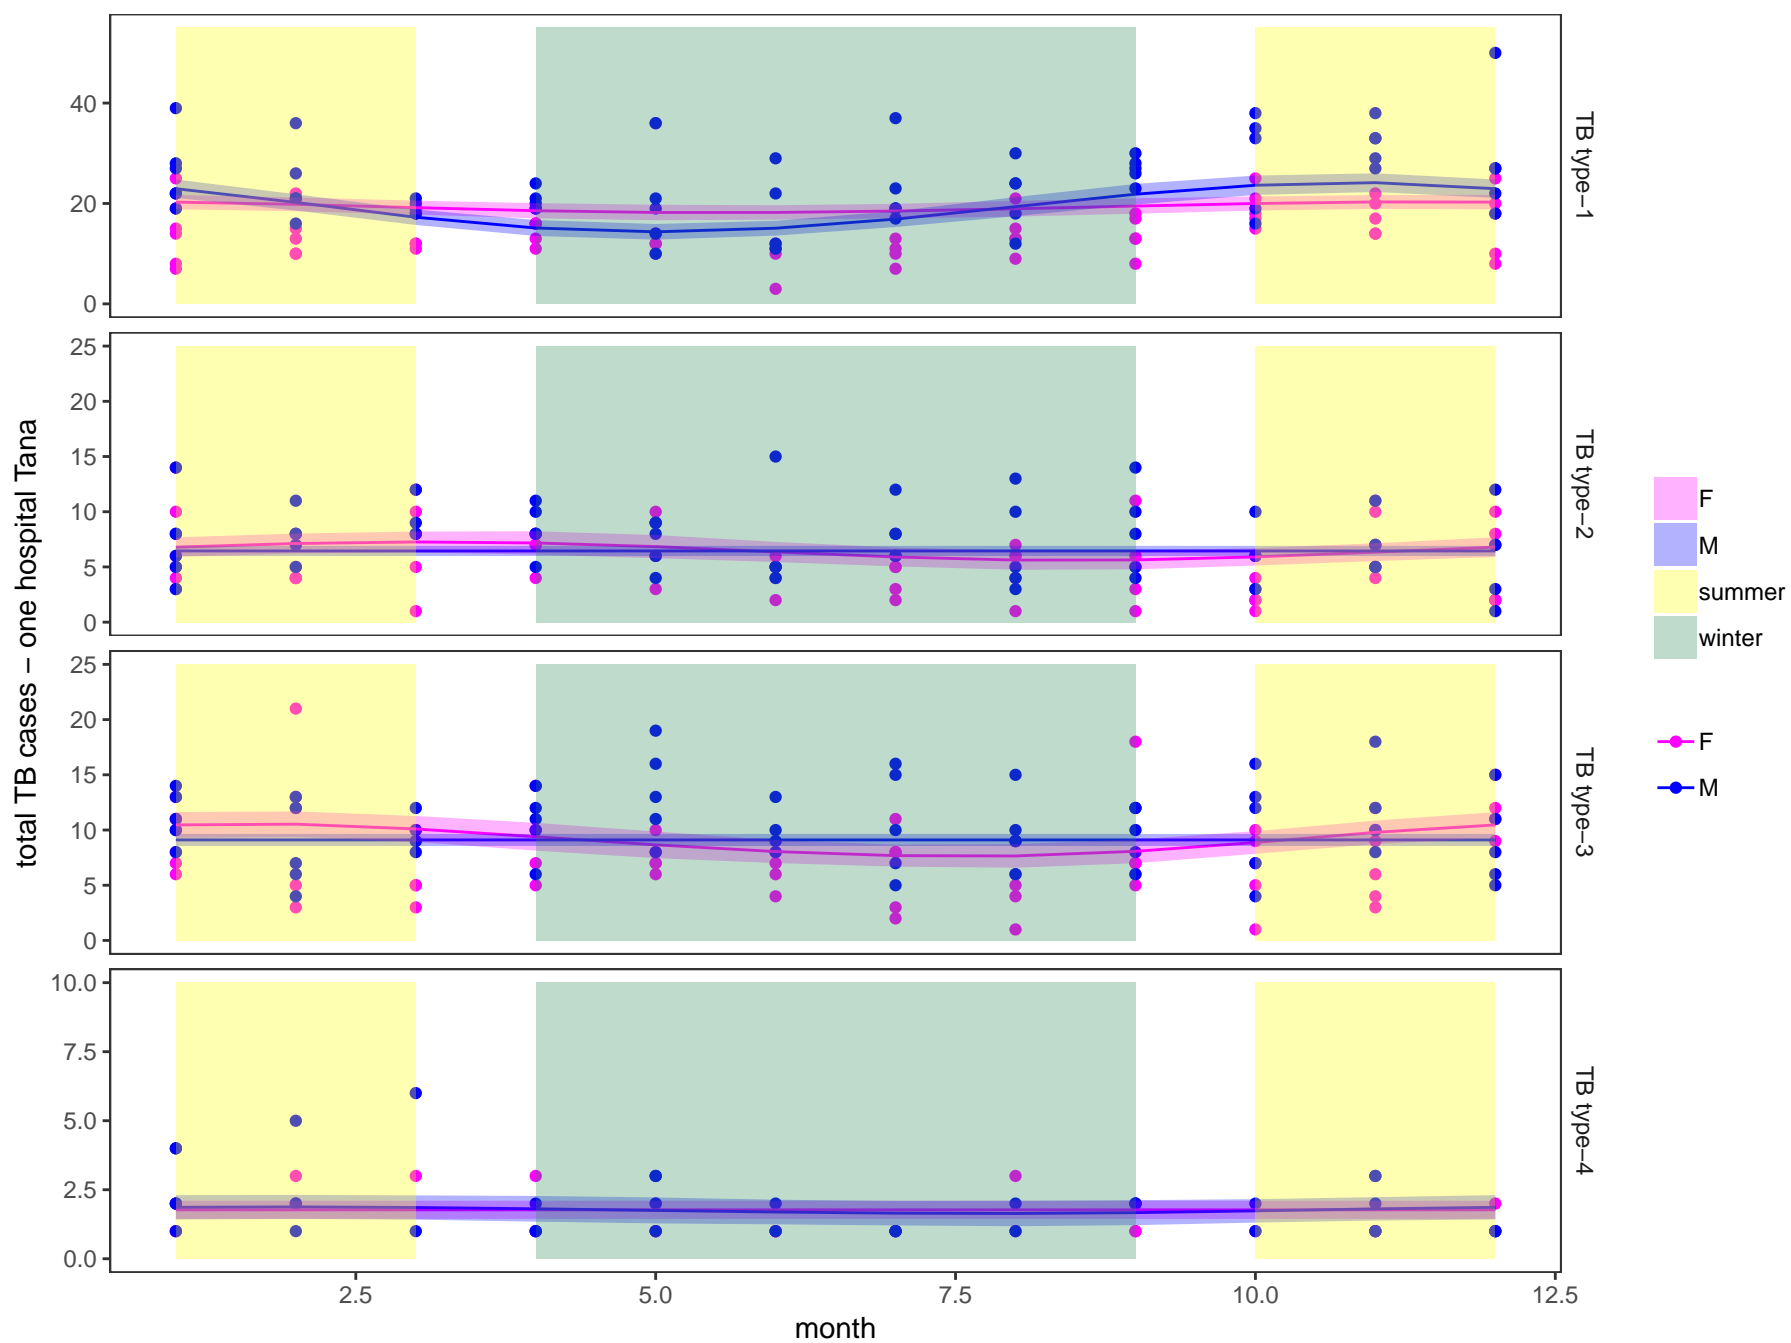 total TB cases – one hospital Tana
40
20
0
TB type–1
25
20
15
10
5
0
TB type–2
25
20
15
10
5
0
TB type–3
10.0
7.5
5.0
2.5
0.0
TB type–4
2.5 5.0 7.5 10.0 12.5
month
F
M
summer
winter
F
M